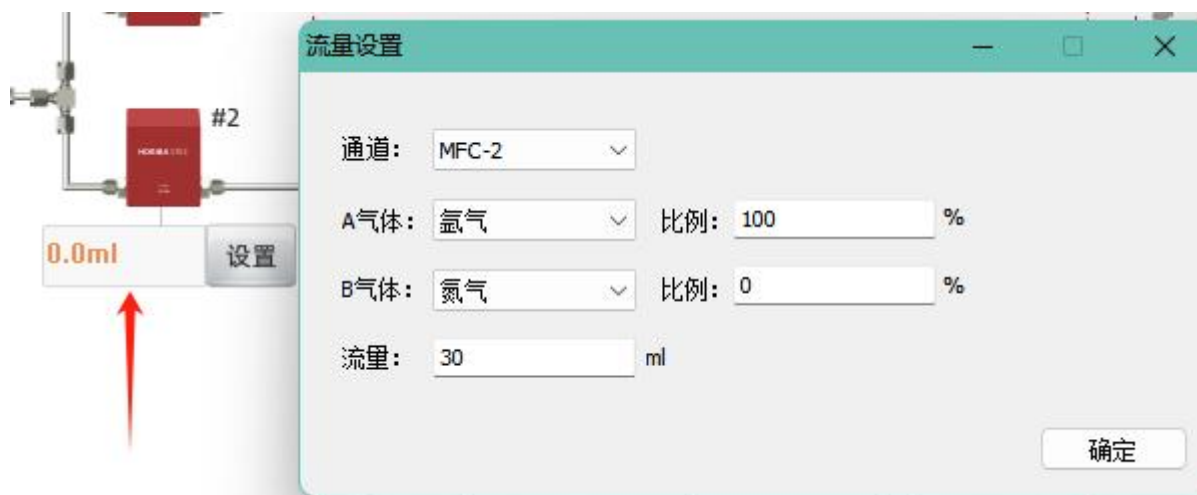 流量设置
#2
HORIBA
通道： MFC-2
A气体： 氩气 比例： 100 %
0.0ml 设置
B气体： 氮气 比例： 0 %
流量： 30 ml
确定